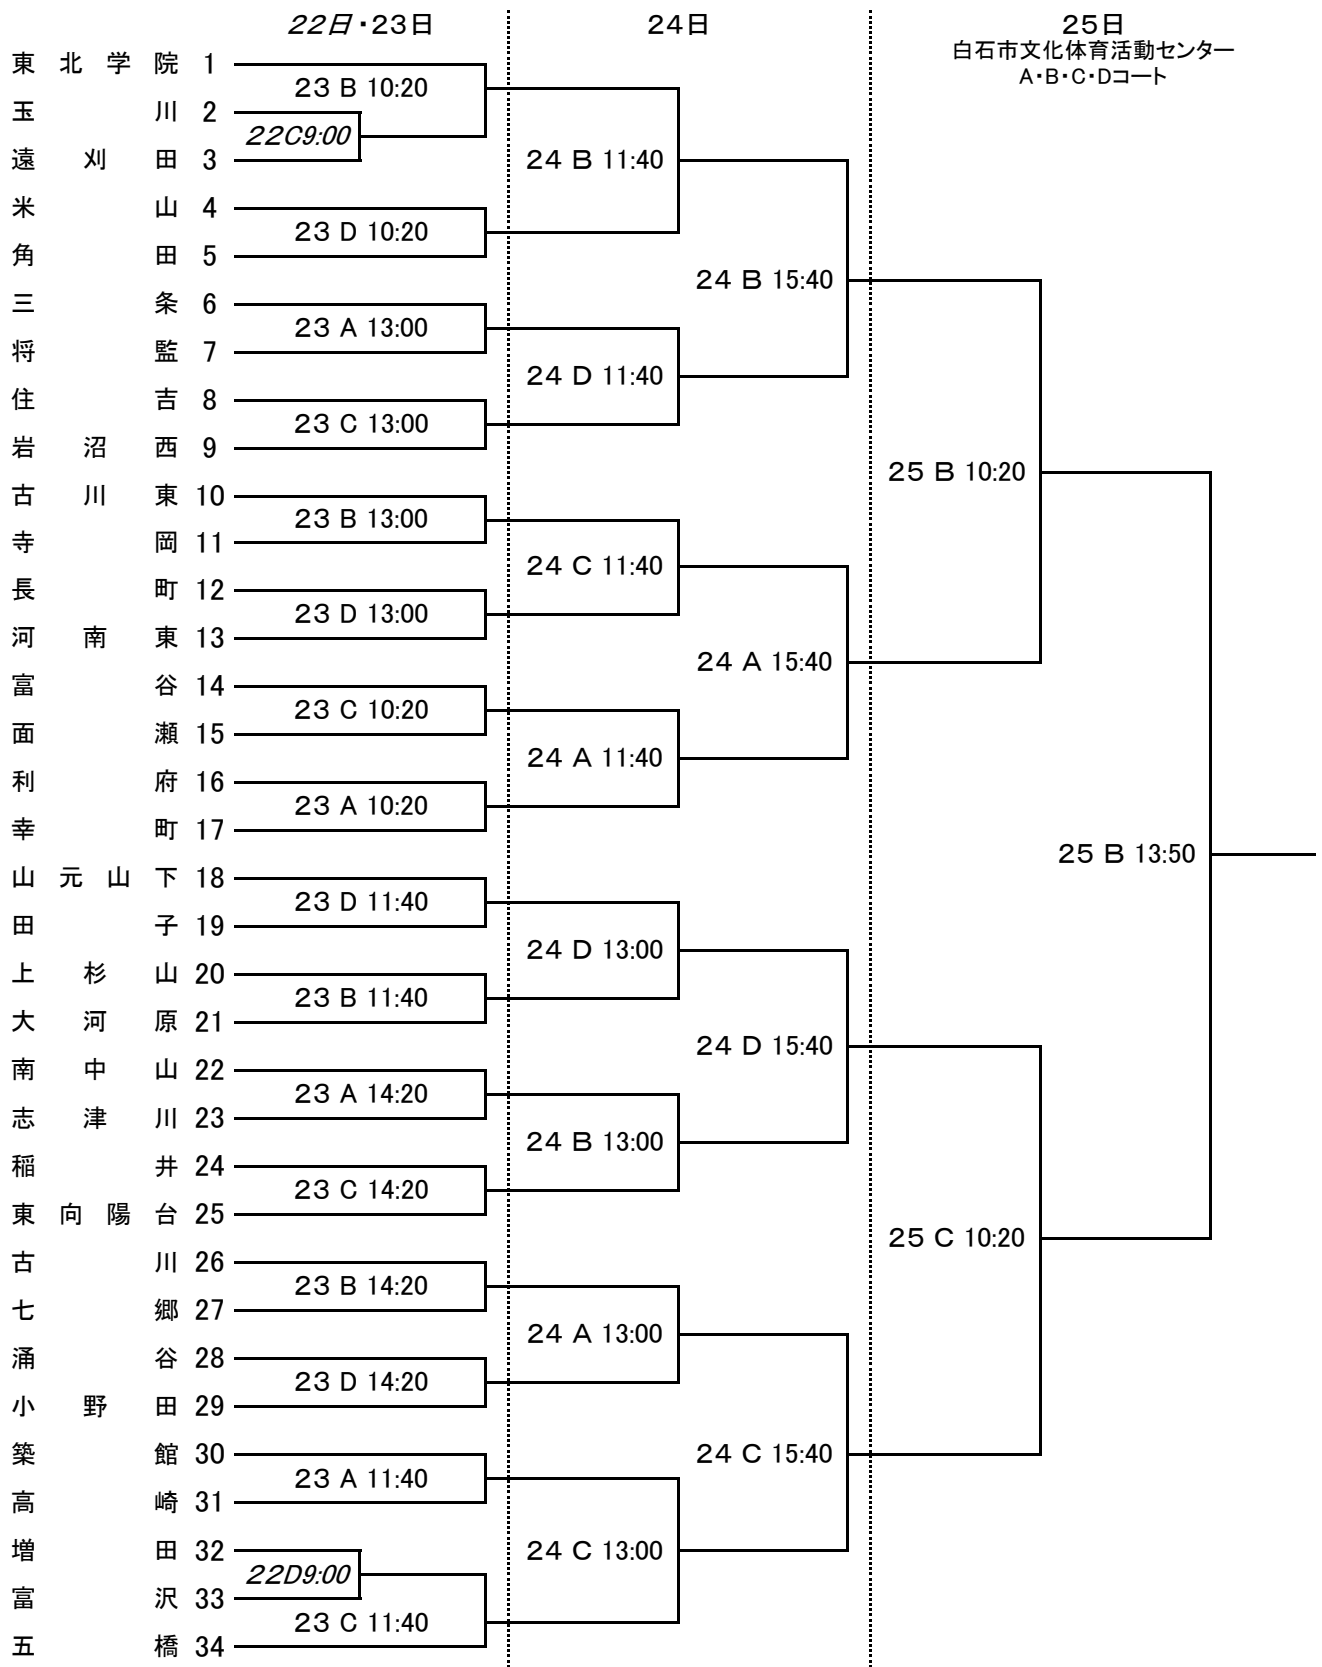 22日・23日 24日 25日
白石市文化体育活動センター
A・B・C・Dコート
東北学院 1
23 B 10:20
玉川 2
22C9:00
遠刈田 3
24 B 11:40
米山 4
23 D 10:20
角田 5
24 B 15:40
三条 6
23 A 13:00
将監 7
24 D 11:40
住吉 8
23 C 13:00
岩沼西 9
25 B 10:20
古川東 10
23 B 13:00
寺岡 11
24 C 11:40
長町 12
23 D 13:00
河南東 13
24 A 15:40
富谷 14
23 C 10:20
面瀬 15
24 A 11:40
利府 16
23 A 10:20
幸町 17
25 B 13:50
山元山下 18
23 D 11:40
田子 19
24 D 13:00
上杉山 20
23 B 11:40
大河原 21
24 D 15:40
南中山 22
23 A 14:20
志津川 23
24 B 13:00
稲井 24
23 C 14:20
東向陽台 25
25 C 10:20
古川 26
23 B 14:20
七郷 27
24 A 13:00
涌谷 28
23 D 14:20
小野田 29
24 C 15:40
築館 30
23 A 11:40
高崎 31
24 C 13:00
増田 32
22D9:00
富沢 33
23 C 11:40
五橋 34